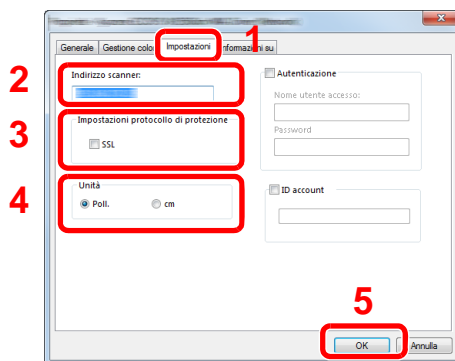 Generale Gestione colo Impostazioni nformazioni su
1
2
Indirizzo scanner:
Autenticazione
Nome utente accesso:
3
Impostazioni protocollo di protezione
SSL
Password
4
Unità
Poll. cm
ID account
5
OK Annulla